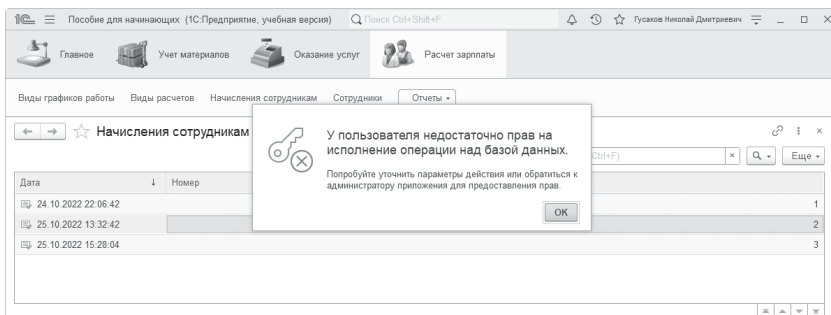 1С Пособие для начинающих (1С:Предприятие, учебная версия) Поиск Ctrl+Shift+F Гусаков Николай Дмитриевич
Главное Учет материалов Оказание услуг Расчет зарплаты
Виды графиков работы Виды расчетов Начисления сотрудникам Сотрудники Отчеты
Начисления сотрудникам
Ctrl+F) × Еще
Дата ↓ Номер
24.10.2022 22:06:42 1
25.10.2022 13:32:42 2
25.10.2022 15:28:04 3
У пользователя недостаточно прав на
исполнение операции над базой данных.
Попробуйте уточнить параметры действия или обратиться к
администратору приложения для предоставления прав.
ОК